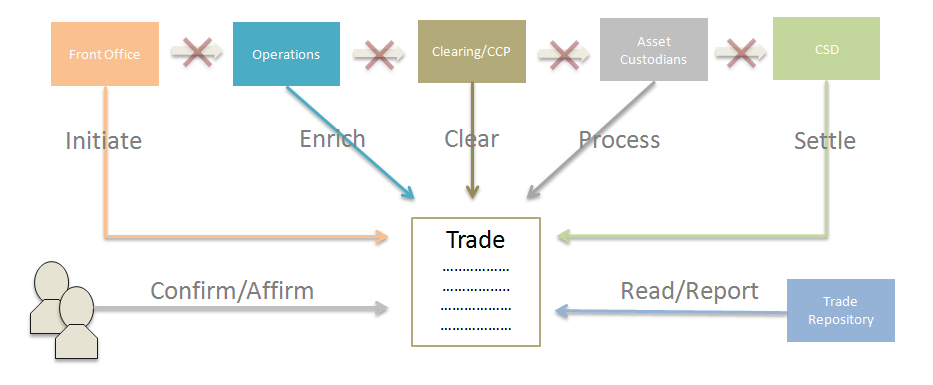 Front Office
Operations
Clearing/CCP
Asset
Custodians
CSD
Initiate
Enrich
Clear
Process
Settle
Trade
.................
.................
.................
.................
Confirm/Affirm
Read/Report
Trade
Repository